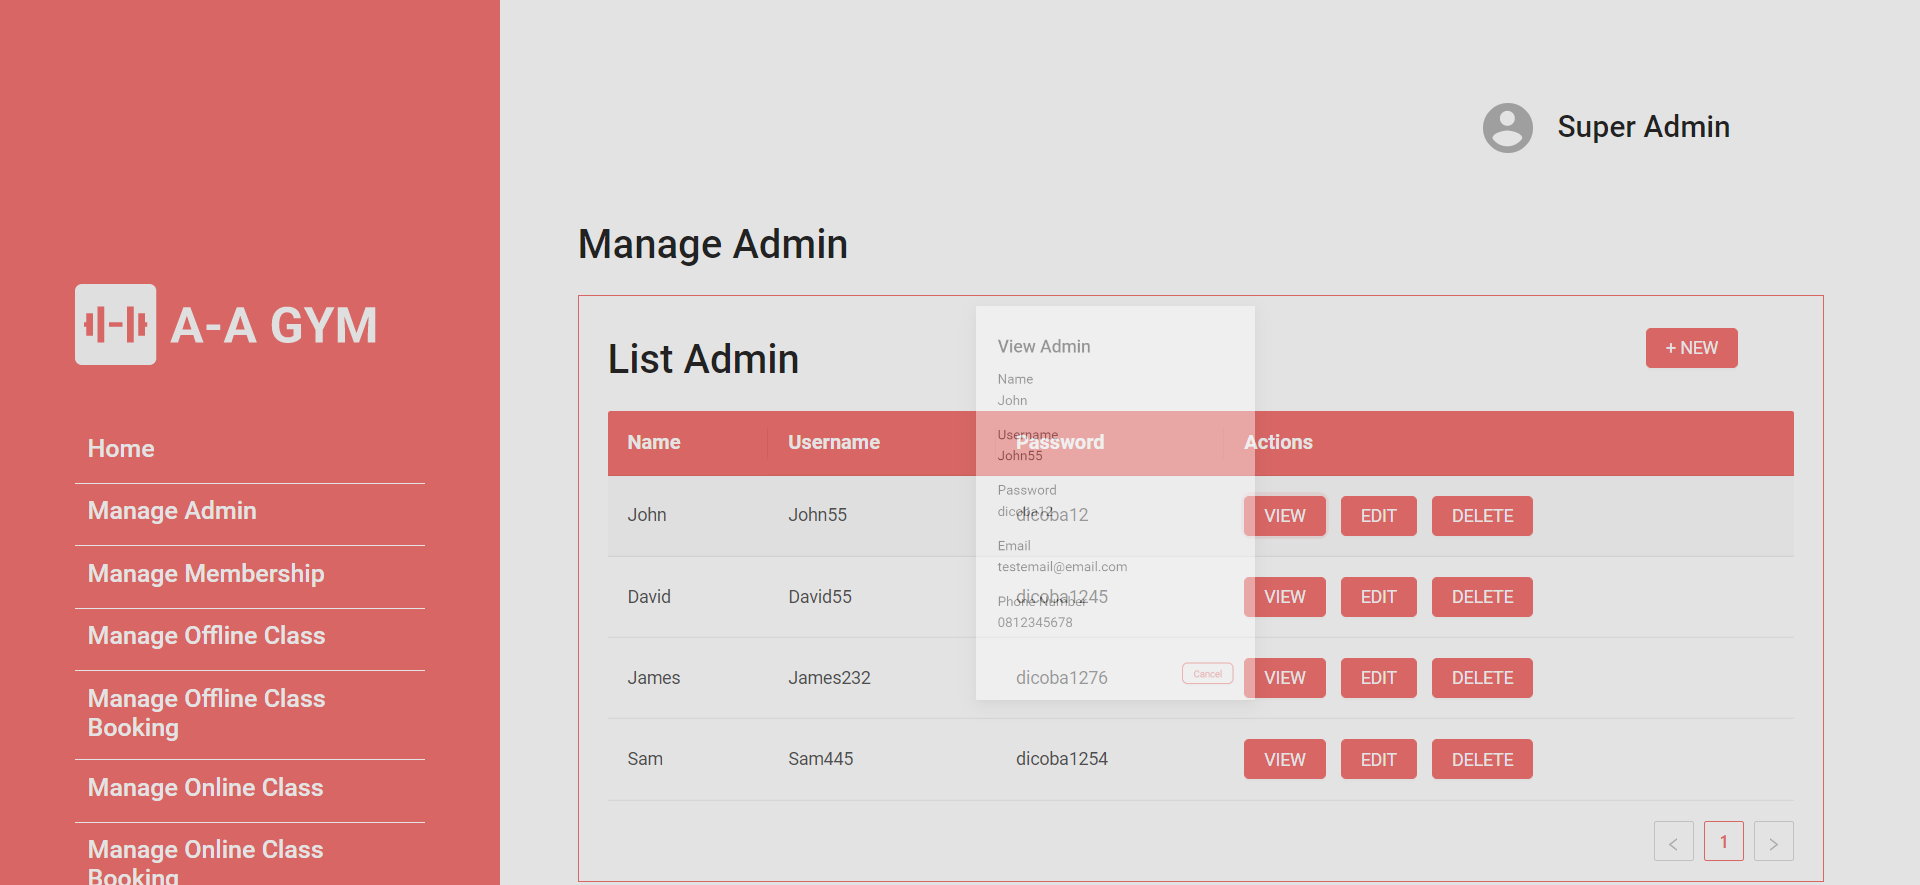 Super Admin
Manage Admin
A-A GYM
Home
Manage Admin
Manage Membership
Manage Offline Class
Manage Offline Class
Booking
Manage Online Class
Manage Online Class
Booking
List Admin
+ NEW
Name Username Password Actions
John John55 dicoba12 VIEW EDIT DELETE
David David55 dicoba1245 VIEW EDIT DELETE
James James232 dicoba1276 VIEW EDIT DELETE
Sam Sam445 dicoba1254 VIEW EDIT DELETE
< 1 >
View Admin
Name
John
Username
John55
Password
dicoba12
Email
testemail@email.com
Phone Number
0812345678
Cancel